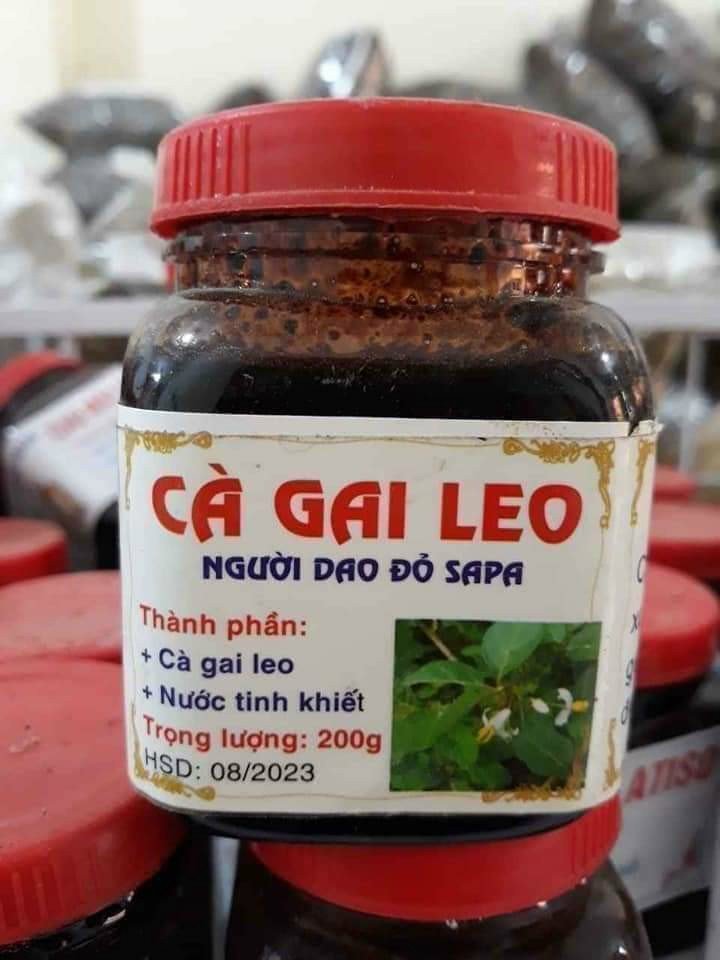 CÀ GAI LEO
NGƯỜI DAO ĐỎ SAPA
Thành phần:
+ Cà gai leo
+ Nước tinh khiết
Trọng lượng: 200g
HSD: 08/2023
ATISO